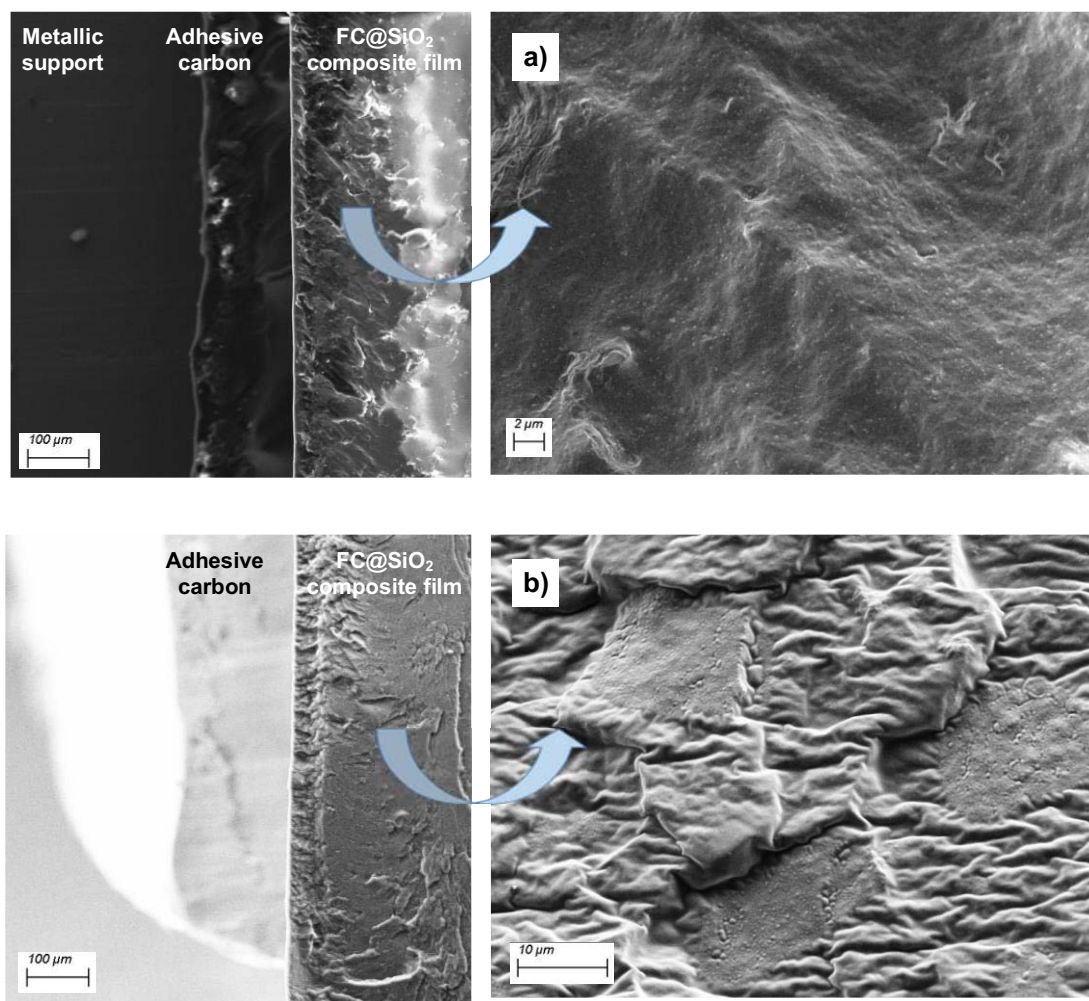 Metallic
support
Adhesive
carbon
FC@SiO₂
composite film
a)
100 µm
2 µm
Adhesive
carbon
FC@SiO₂
composite film
b)
100 µm
10 µm